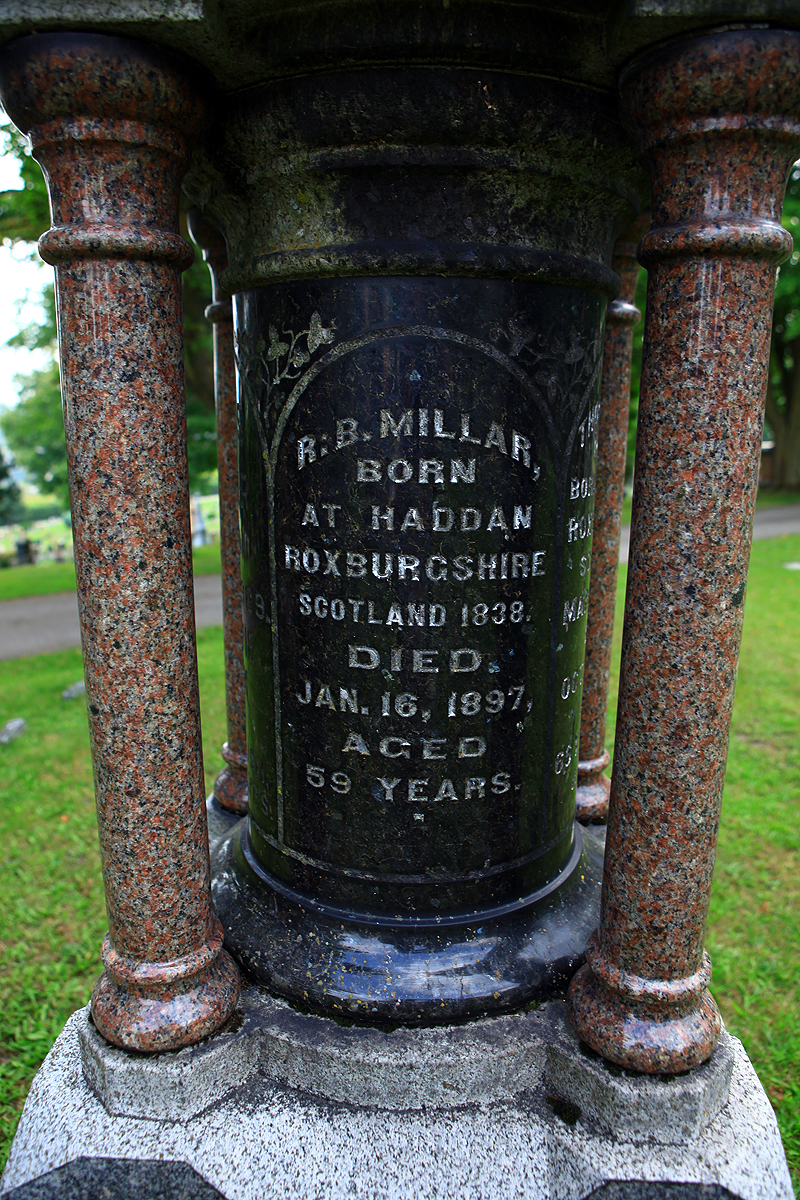 R. B. MILLAR,
BORN
AT HADDAN
ROXBURGSHIRE
SCOTLAND 1838.
DIED
JAN. 16, 1897,
AGED
59 YEARS.